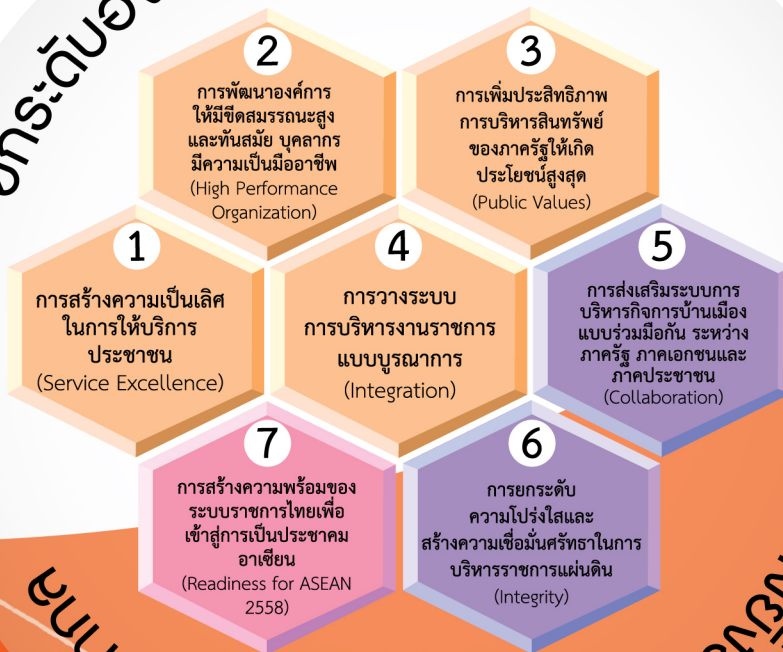 1
การสร้างความเป็นเลิศ
ในการให้บริการ
ประชาชน
(Service Excellence)
2
การพัฒนาองค์การ
ให้มีขีดสมรรถนะสูง
และทันสมัย บุคลากร
มีความเป็นมืออาชีพ
(High Performance
Organization)
3
การเพิ่มประสิทธิภาพ
การบริหารสินทรัพย์
ของภาครัฐให้เกิด
ประโยชน์สูงสุด
(Public Values)
4
การวางระบบ
การบริหารงานราชการ
แบบบูรณาการ
(Integration)
5
การส่งเสริมระบบการ
บริหารกิจการบ้านเมือง
แบบร่วมมือกัน ระหว่าง
ภาครัฐ ภาคเอกชนและ
ภาคประชาชน
(Collaboration)
6
การยกระดับ
ความโปร่งใสและ
สร้างความเชื่อมั่นศรัทธาในการ
บริหารราชการแผ่นดิน
(Integrity)
7
การสร้างความพร้อมของ
ระบบราชการไทยเพื่อ
เข้าสู่การเป็นประชาคม
อาเซียน
(Readiness for ASEAN
2558)